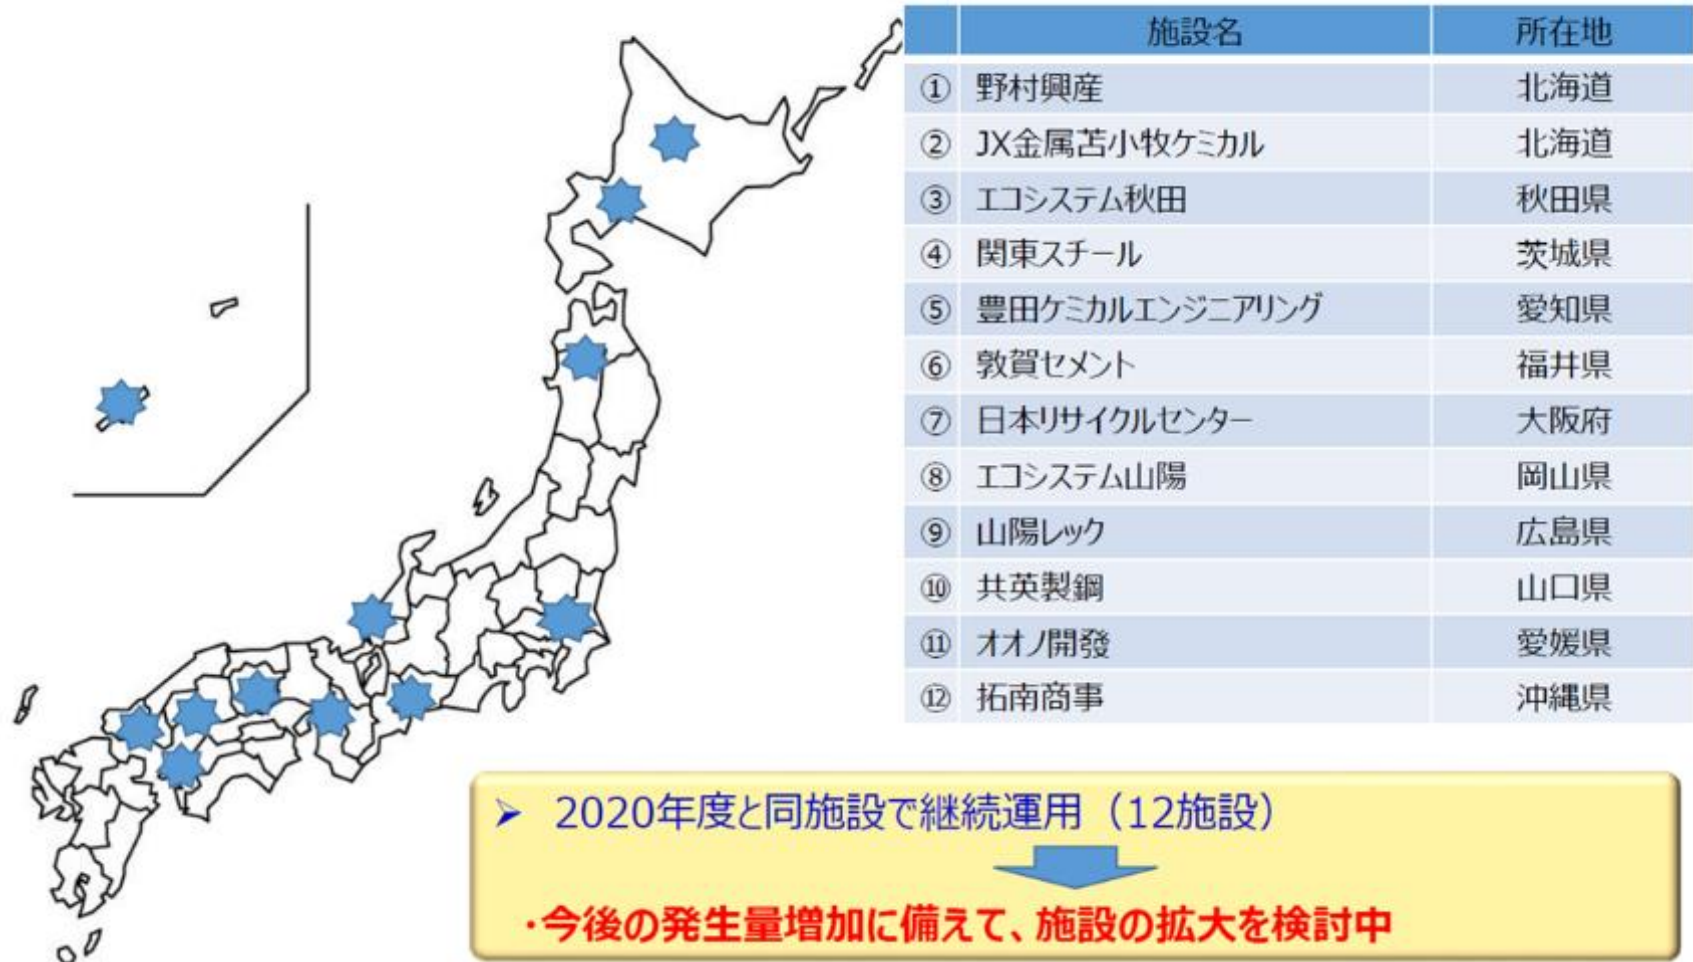 施設名 所在地
① 野村興産 北海道
② JX金属苫小牧ケミカル 北海道
③ エコシステム秋田 秋田県
④ 関東スチール 茨城県
⑤ 豊田ケミカルエンジニアリング 愛知県
⑥ 敦賀セメント 福井県
⑦ 日本リサイクルセンター 大阪府
⑧ エコシステム山陽 岡山県
⑨ 山陽レック 広島県
⑩ 共英製鋼 山口県
⑪ オオノ開發 愛媛県
⑫ 拓南商事 沖縄県
➢ 2020年度と同施設で継続運用（12施設）
・今後の発生量増加に備えて、施設の拡大を検討中